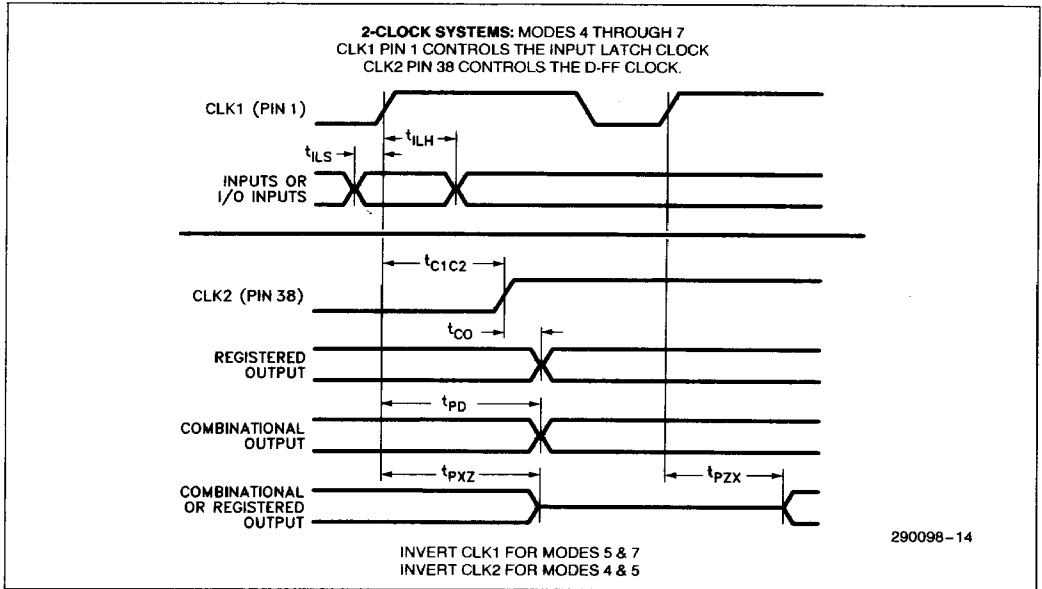 2-CLOCK SYSTEMS: MODES 4 THROUGH 7
CLK1 PIN 1 CONTROLS THE INPUT LATCH CLOCK
CLK2 PIN 38 CONTROLS THE D-FF CLOCK.
CLK1 (PIN 1)
tILH
tILS
INPUTS OR
I/O INPUTS
tC1C2
CLK2 (PIN 38)
tCO
REGISTERED
OUTPUT
tPD
COMBINATIONAL
OUTPUT
tPXZ
tPZX
COMBINATIONAL
OR REGISTERED
OUTPUT
290098-14
INVERT CLK1 FOR MODES 5 & 7
INVERT CLK2 FOR MODES 4 & 5